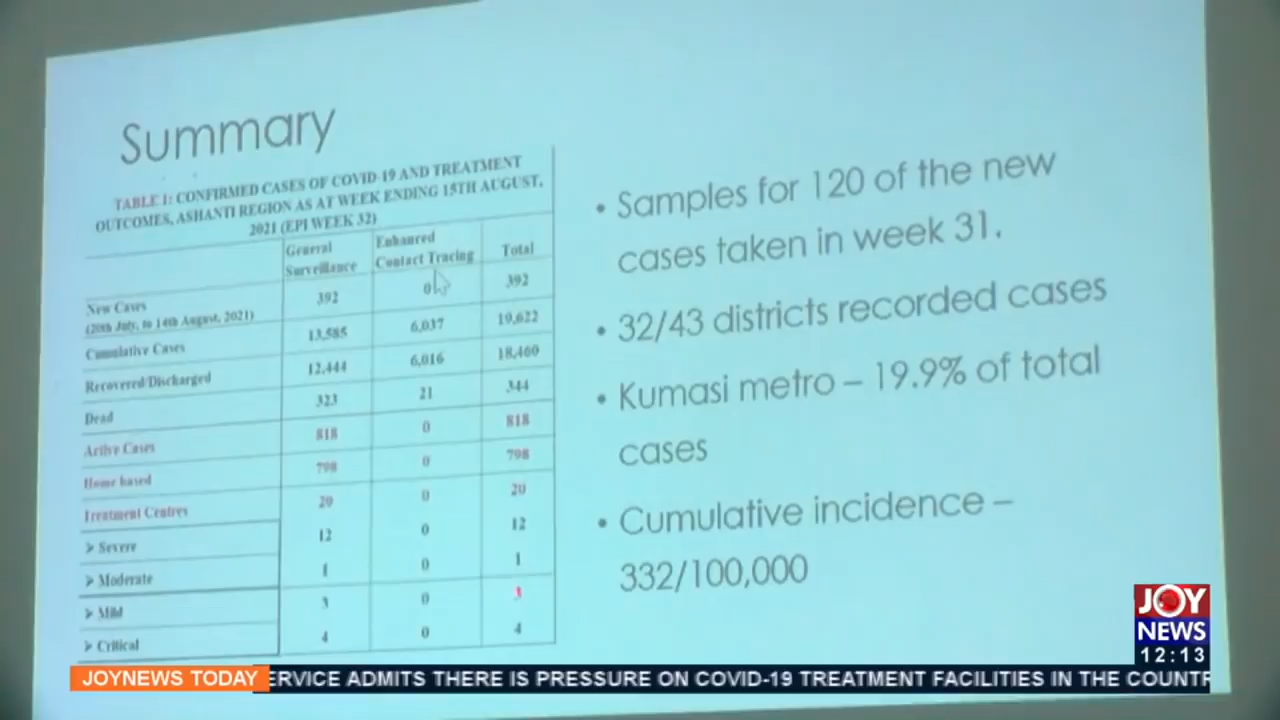 Summary
TABLE 1: CONFIRMED CASES OF COVID-19 AND TREATMENT
OUTCOMES, ASHANTI REGION AS AT WEEK ENDING 15TH AUGUST,
2021 (EPI WEEK 32)
General Surveillance Enhanced Contact Tracing Total
New Cases 392 0 392
(20th July, to 14th August, 2021)
Cumulative Cases 13,585 6,037 19,622
Recovered/Discharged 12,444 6,016 18,460
Dead 323 21 344
Active Cases 818 0 818
Home based 798 0 798
Treatment Centres 20 0 20
➤ Severe 12 0 12
➤ Moderate 1 0 1
➤ Mild 3 0 3
➤ Critical 4 0 4
• Samples for 120 of the new
cases taken in week 31.
• 32/43 districts recorded cases
• Kumasi metro – 19.9% of total
cases
• Cumulative incidence –
332/100,000
JOY
NEWS
12:13
JOYNEWS TODAY
ERVICE ADMITS THERE IS PRESSURE ON COVID-19 TREATMENT FACILITIES IN THE COUNTR